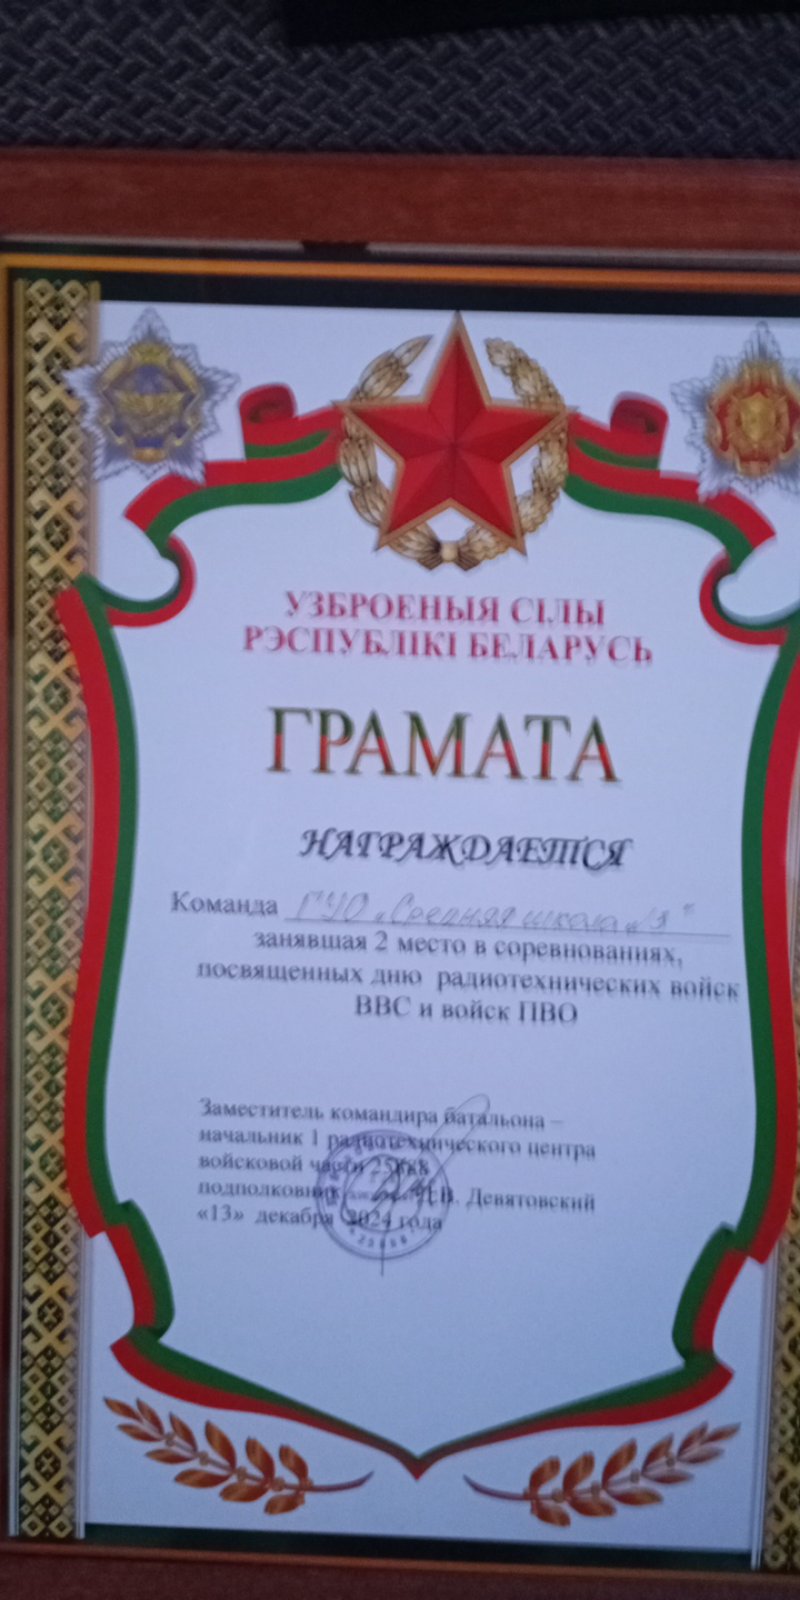 УЗБРОЕНЫЯ СІЛЫ
РЭСПУБЛІКІ БЕЛАРУСЬ
ГРАМАТА
НАГРАЖДАЕТСЯ
Команда ГУО "Средняя школа
занявшая 2 место в соревнованиях,
посвященных дню радиотехнических войск
ВВС и войск ПВО
Заместитель командира батальона –
начальник 1 радиотехнического центра
войсковой части
подполковник Девятовский
«13» декабря 2024 года